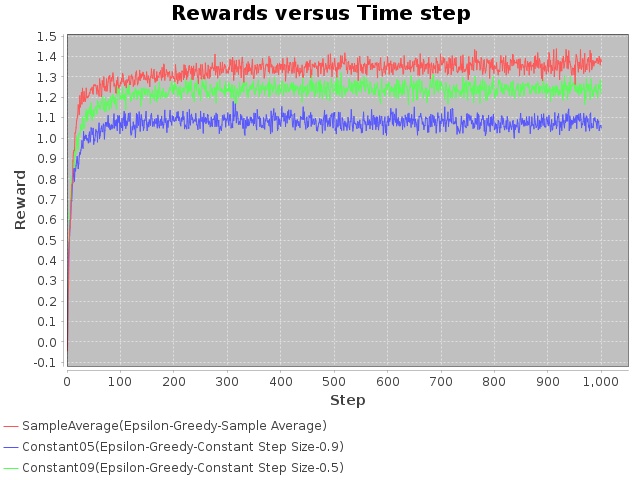 Rewards versus Time step
1.5
1.4
1.3
1.2
1.1
1.0
0.9
0.8
0.7
0.6
0.5
0.4
0.3
0.2
0.1
0.0
-0.1
Reward
0 100 200 300 400 500 600 700 800 900 1,000
Step
SampleAverage(Epsilon-Greedy-Sample Average)
Constant05(Epsilon-Greedy-Constant Step Size-0.9)
Constant09(Epsilon-Greedy-Constant Step Size-0.5)